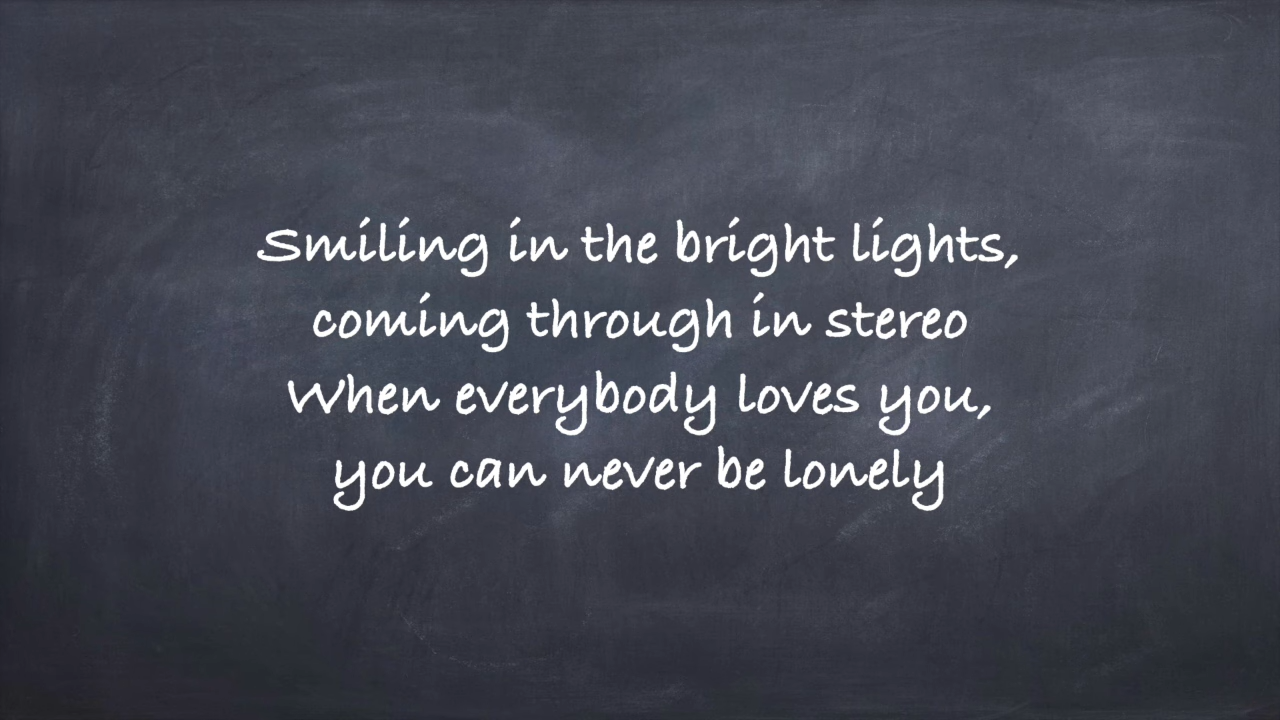 Smiling in the bright lights,
coming through in stereo
When everybody loves you,
you can never be lonely